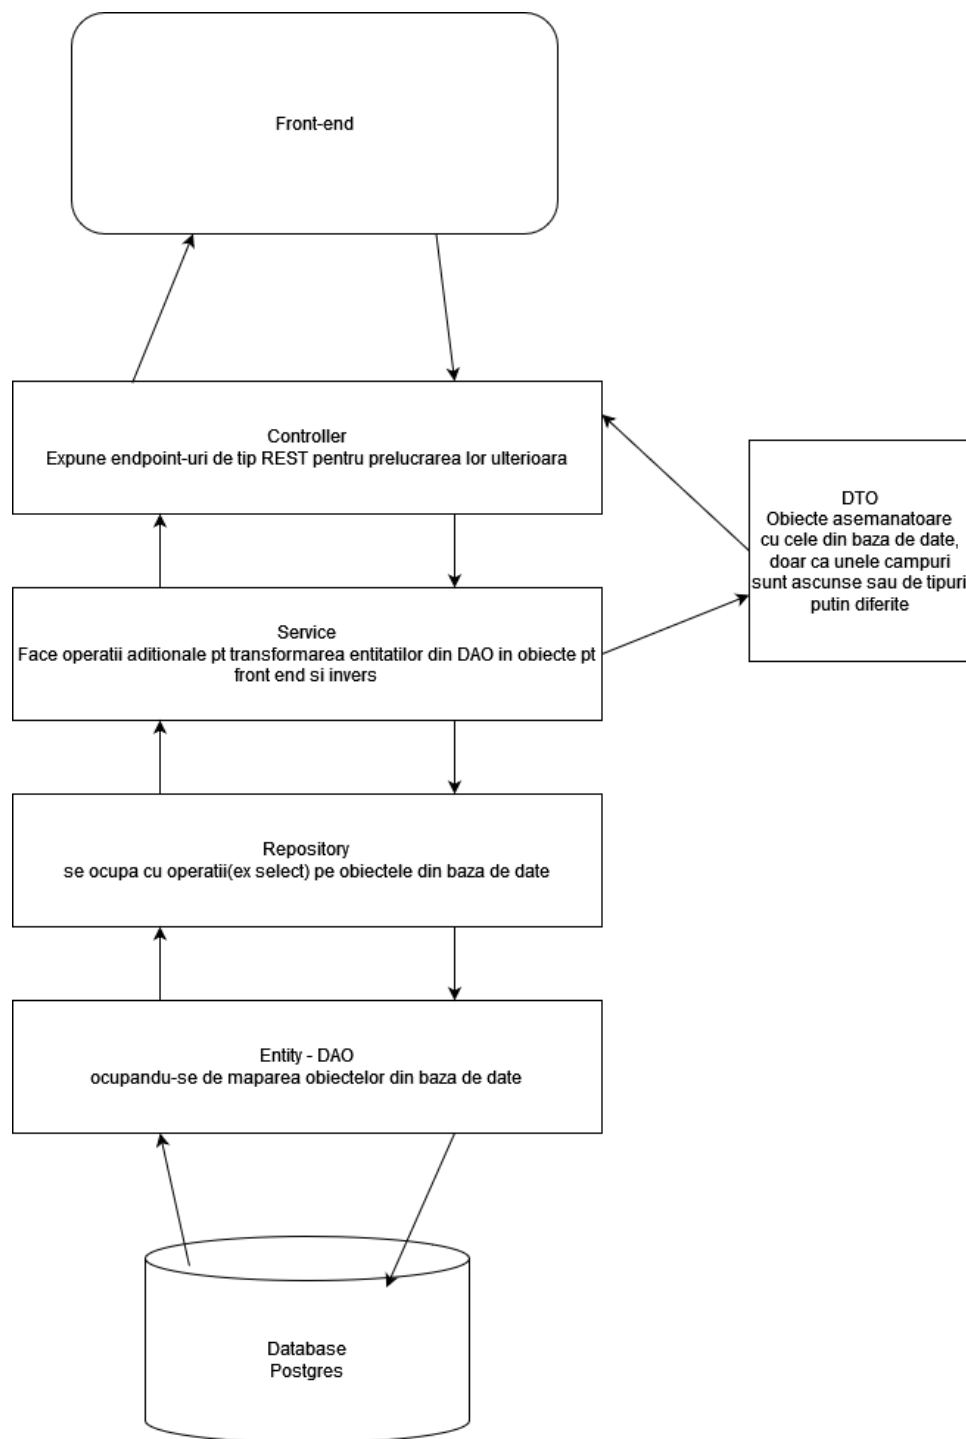 Front-end
Controller
Expune endpoint-uri de tip REST pentru prelucrarea lor ulterioara
DTO
Obiecte asemanatoare
cu cele din baza de date,
doar ca unele campuri
sunt ascunse sau de tipuri
putin diferite
Service
Face operatii aditionale pt transformarea entitatilor din DAO in obiecte pt
front end si invers
Repository
se ocupa cu operatii(ex select) pe obiectele din baza de date
Entity - DAO
ocupandu-se de maparea obiectelor din baza de date
Database
Postgres